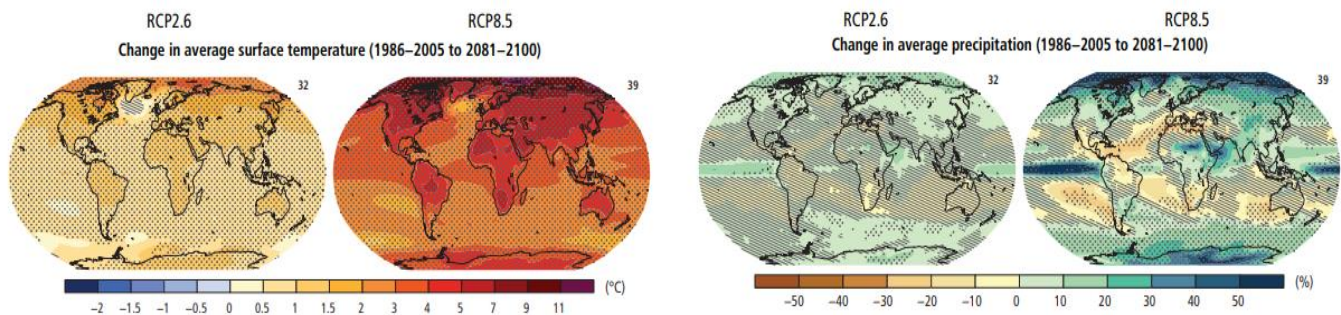 RCP2.6 RCP8.5
Change in average surface temperature (1986–2005 to 2081–2100)
32 39
−2 −1.5 −1 −0.5 0 0.5 1 1.5 2 3 4 5 7 9 11 (°C)
RCP2.6 RCP8.5
Change in average precipitation (1986–2005 to 2081–2100)
32 39
−50 −40 −30 −20 −10 0 10 20 30 40 50 (%)